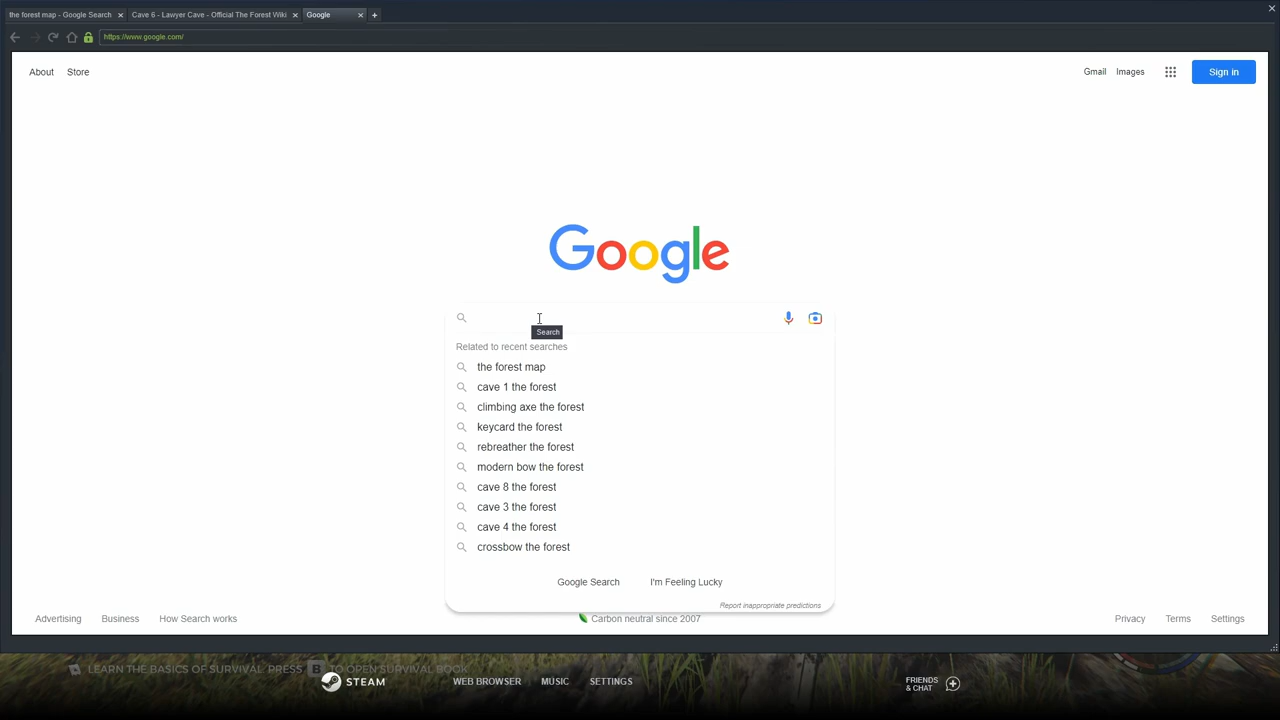 the forest map - Google Search
Cave 6 - Lawyer Cave - Official The Forest Wiki
Google
https://www.google.com/
About Store
Gmail Images Sign in
Google
Search
Related to recent searches
the forest map
cave 1 the forest
climbing axe the forest
keycard the forest
rebreather the forest
modern bow the forest
cave 8 the forest
cave 3 the forest
cave 4 the forest
crossbow the forest
Google Search I'm Feeling Lucky
Report inappropriate predictions
Advertising Business How Search works
Carbon neutral since 2007
Privacy Terms Settings
LEARN THE BASICS OF SURVIVAL. PRESS B TO OPEN SURVIVAL BOOK
STEAM
WEB BROWSER MUSIC SETTINGS
FRIENDS
& CHAT